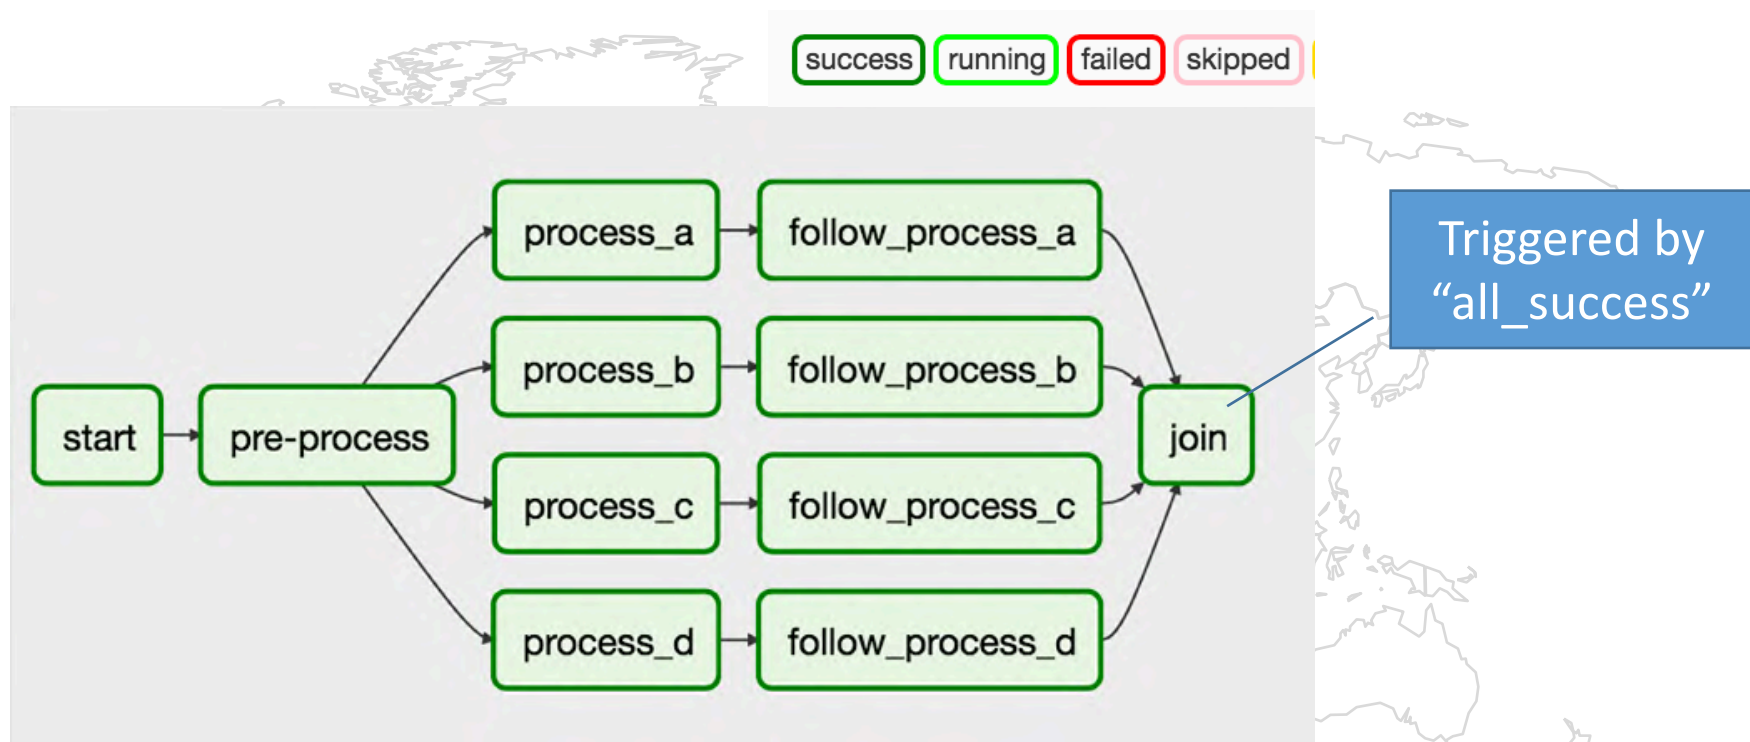 success running failed skipped
process_a follow_process_a
Triggered by
“all_success”
process_b follow_process_b
start pre-process join
process_c follow_process_c
process_d follow_process_d